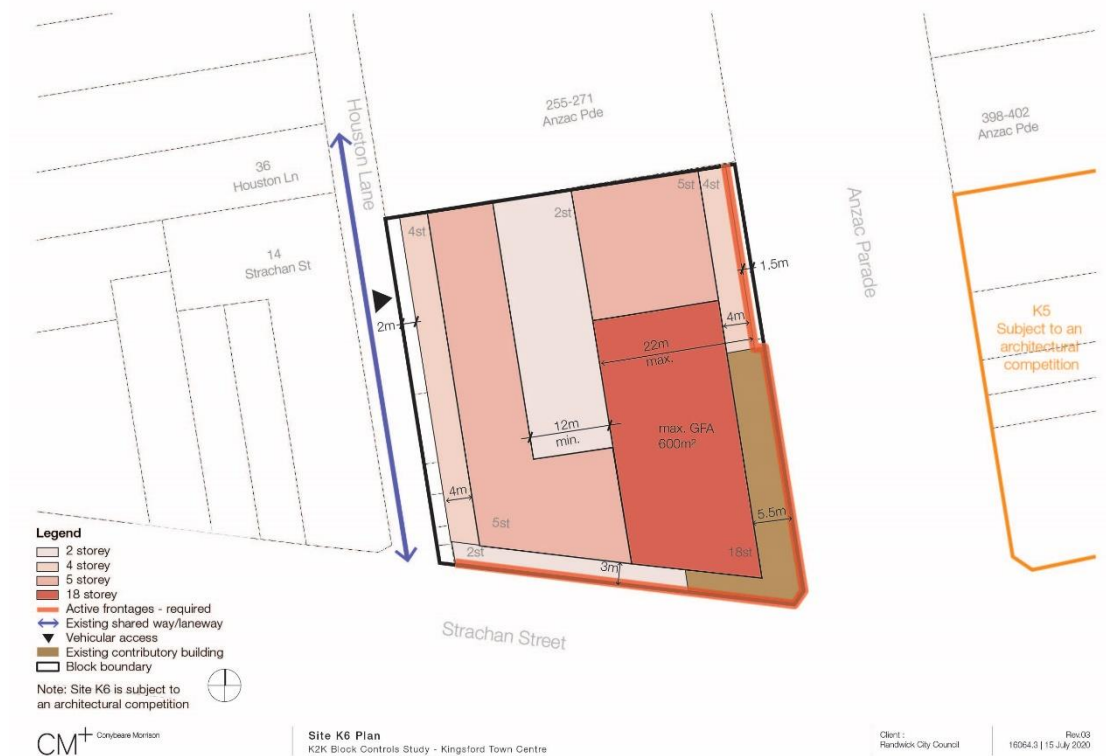 255-271
Anzac Pde
398-402
Anzac Pde
Houston Lane
36
Houston Ln
14
Strachan St
Anzac Parade
4st
2st
5st
4st
1.5m
2m
4m
22m
max.
K5
Subject to an
architectural
competition
12m
min.
max. GFA
600m²
4m
5st
5.5m
2st
3m
18st
Strachan Street
Legend
2 storey
4 storey
5 storey
18 storey
Active frontages - required
Existing shared way/laneway
Vehicular access
Existing contributory building
Block boundary
Note: Site K6 is subject to
an architectural competition
CM+ Conybeare Morrison
Site K6 Plan
K2K Block Controls Study - Kingsford Town Centre
Client :
Randwick City Council
Rev.03
16064.3 | 15 July 2020